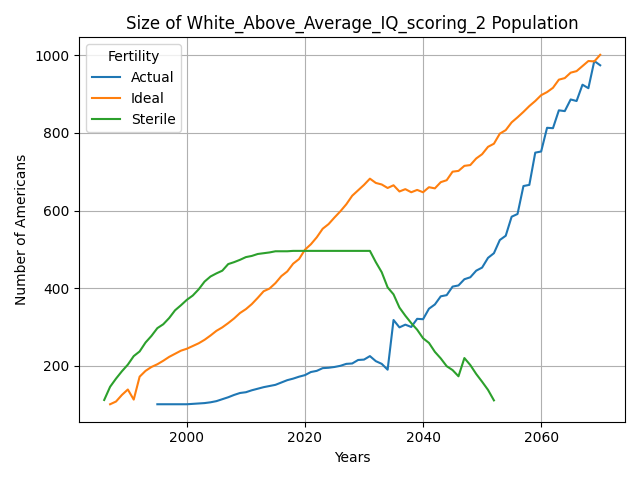 Size of White_Above_Average_IQ_scoring_2 Population
Fertility
Actual
Ideal
Sterile
Number of Americans
1000
800
600
400
200
2000
2020
2040
2060
Years